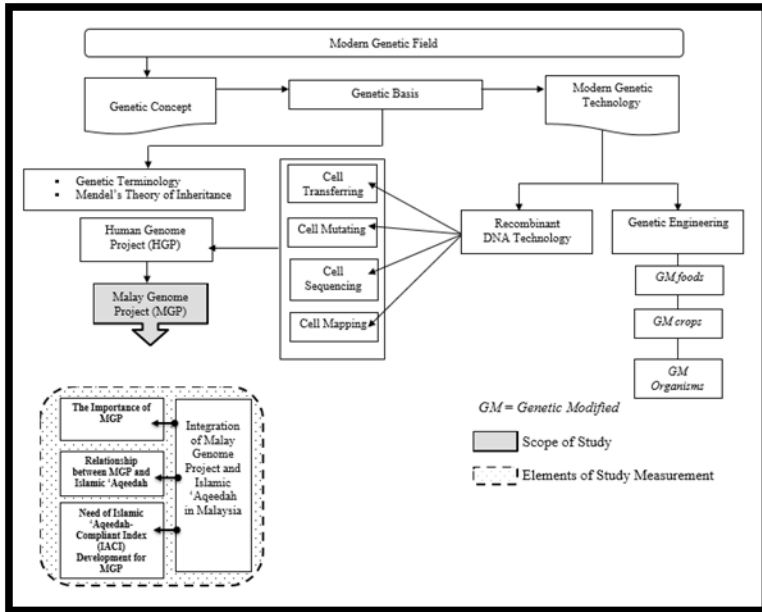 Modern Genetic Field
Genetic Concept
Genetic Basis
Modern Genetic
Technology
▪ Genetic Terminology
▪ Mendel's Theory of Inheritance
Cell
Transferring
Cell Mutating
Cell
Sequencing
Cell Mapping
Recombinant
DNA Technology
Genetic Engineering
Human Genome
Project (HGP)
Malay Genome
Project (MGP)
GM foods
GM crops
GM
Organisms
The Importance of
MGP
Relationship
between MGP and
Islamic 'Aqeedah
Need of Islamic
'Aqeedah-
Compliant Index
(IACI)
Development for
MGP
Integration
of Malay
Genome
Project and
Islamic
'Aqeedah
in Malaysia
GM = Genetic Modified
Scope of Study
Elements of Study Measurement